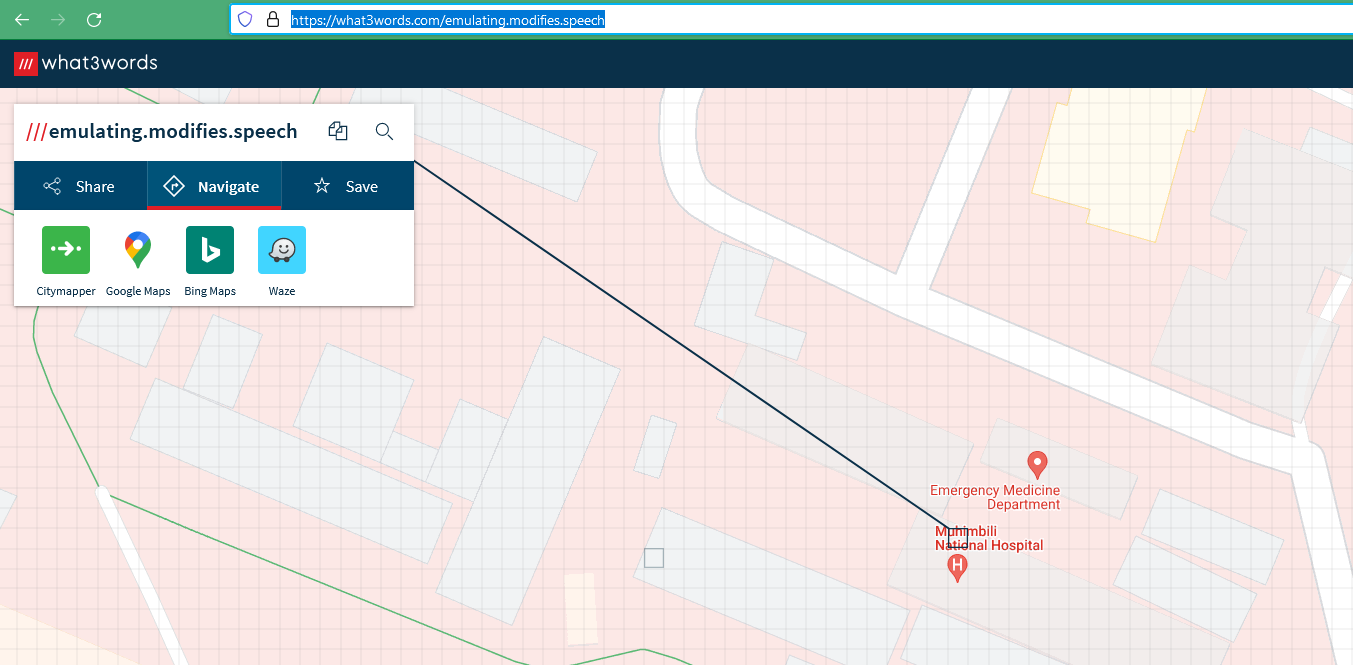 https://what3words.com/emulating.modifies.speech
/// what3words
///emulating.modifies.speech
Share
Navigate
Save
Citymapper
Google Maps
Bing Maps
Waze
Emergency Medicine
Department
Muhimbili
National Hospital
H